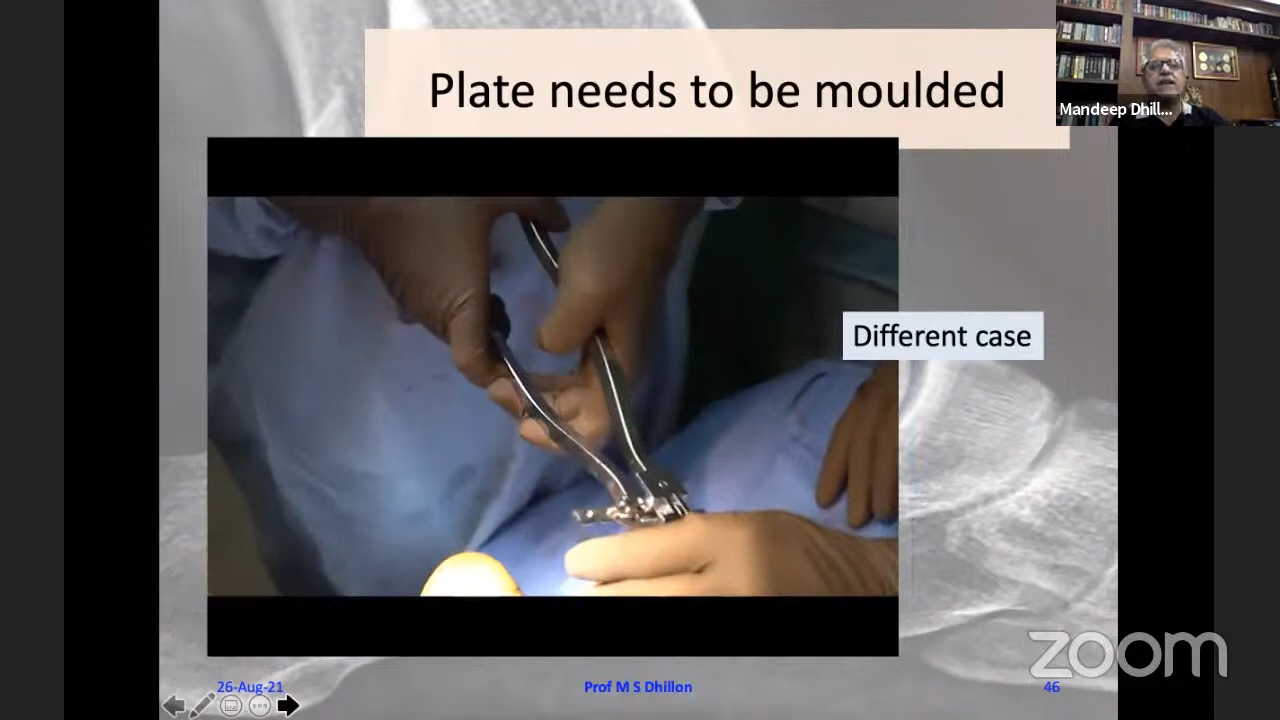 Plate needs to be moulded
Mandeep Dhill...
Different case
zoom
26-Aug-21
Prof M S Dhillon
46